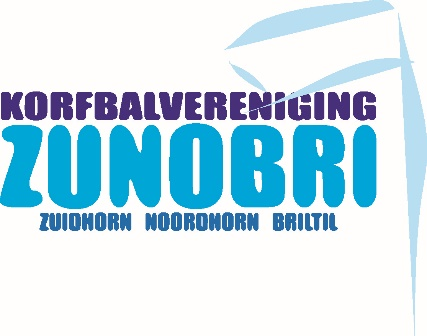 KORFBALVERENIGING
ZUNOBRI
ZUIDHORN NOORDHORN BRILTIL